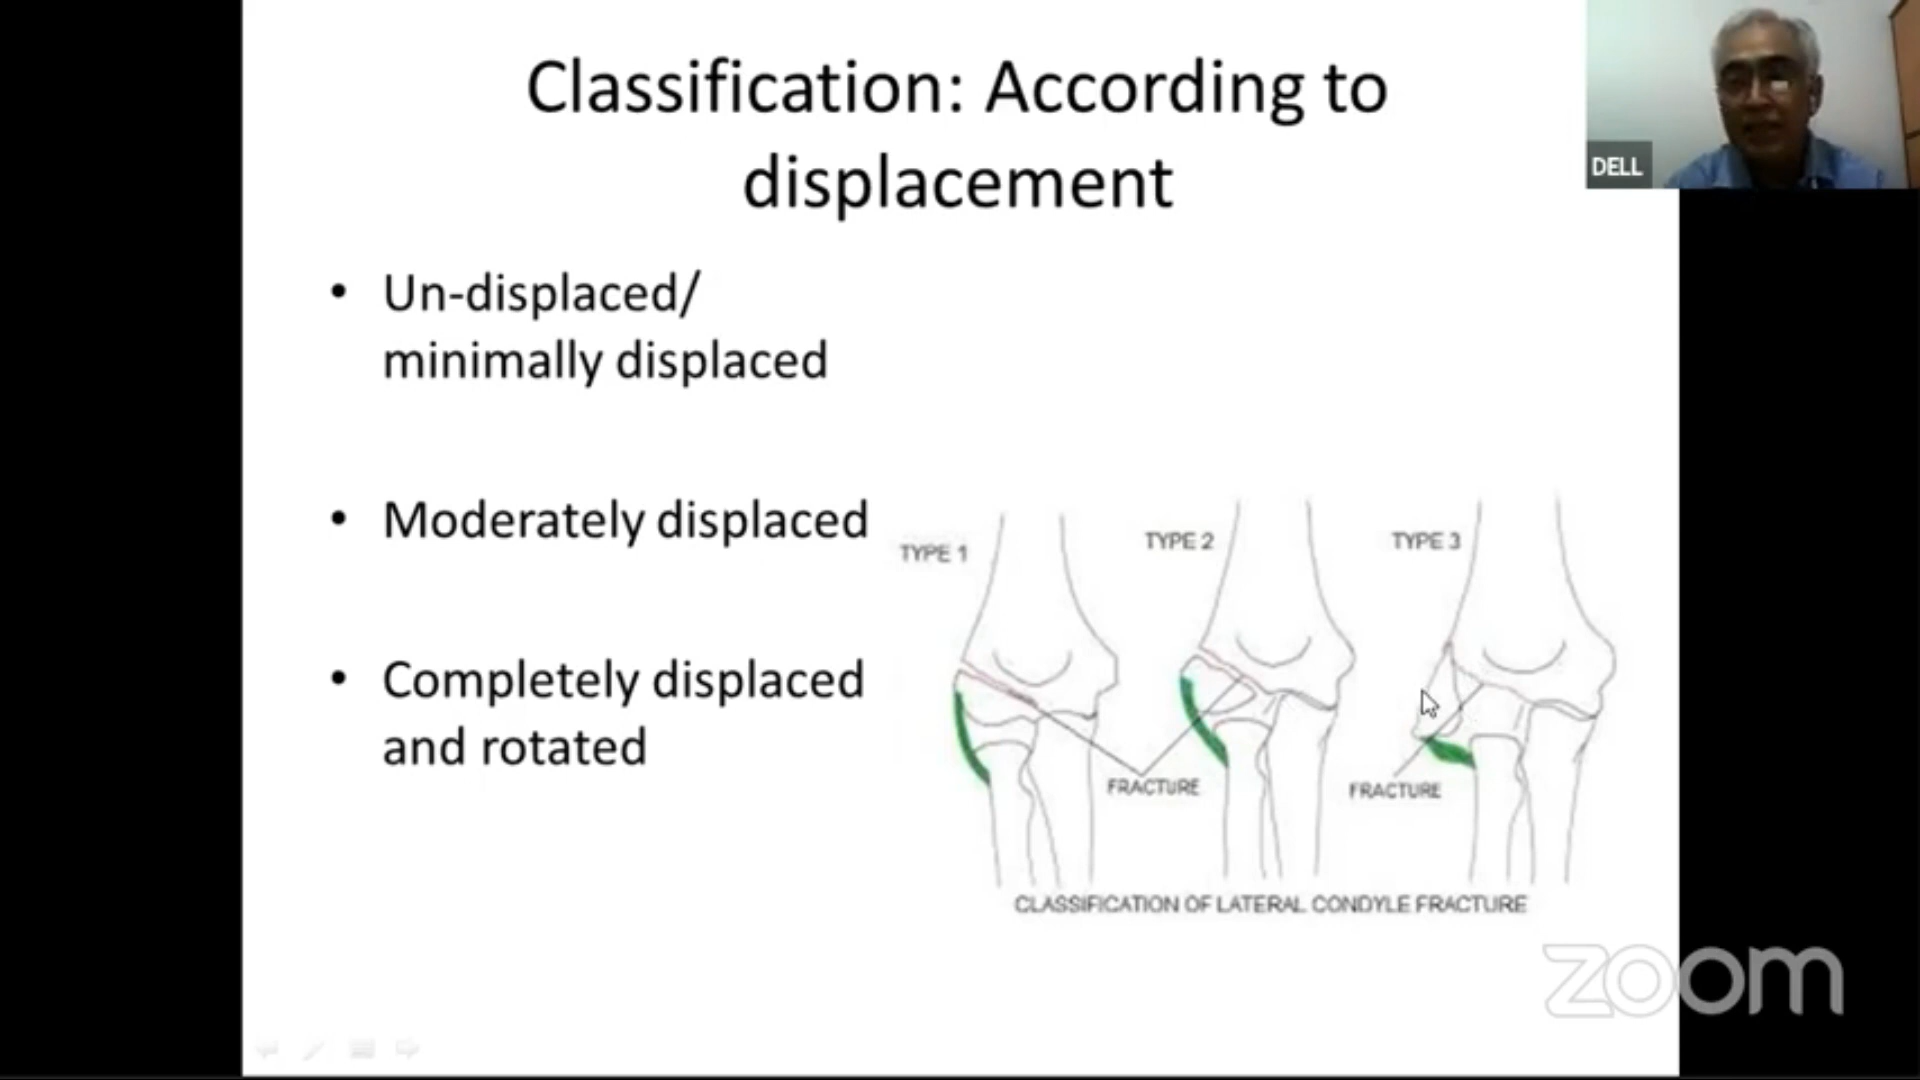 Classification: According to
displacement
DELL
• Un-displaced/
minimally displaced
• Moderately displaced
• Completely displaced
and rotated
TYPE 1
TYPE 2
TYPE 3
FRACTURE
FRACTURE
CLASSIFICATION OF LATERAL CONDYLE FRACTURE
zoom